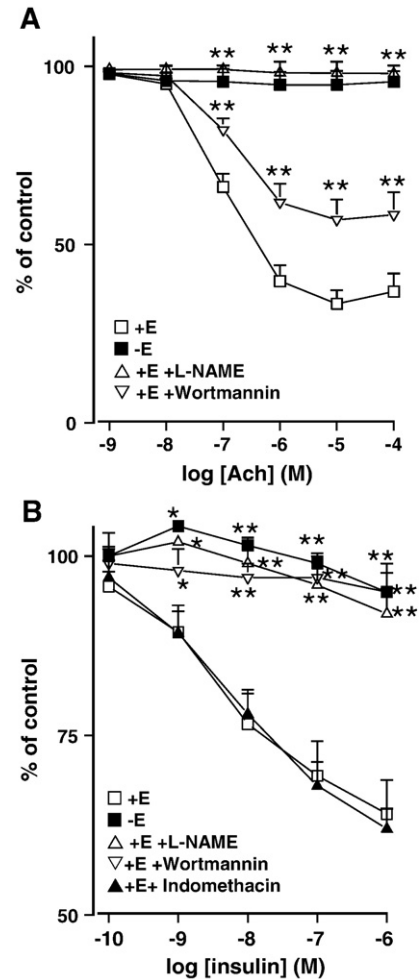 A
**
**
**
**
100
**
**
**
**
% of control
50
+E
-E
+E +L-NAME
+E +Wortmannin
0
-9 -8 -7 -6 -5 -4
log [Ach] (M)
B
*
**
**
**
100
*
**
**
**
*
**
**
**
% of control
75
+E
-E
+E +L-NAME
+E +Wortmannin
+E+ Indomethacin
50
-10 -9 -8 -7 -6
log [insulin] (M)